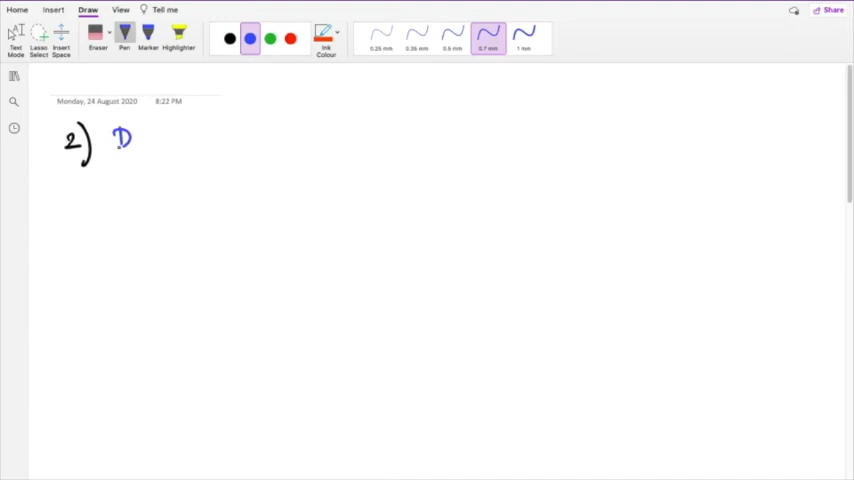 Home Insert Draw View Tell me Share
Text Mode Lasso Select Insert Space Eraser Pen Marker Highlighter Ink Colour 0.25 mm 0.35 mm 0.5 mm 0.7 mm 1 mm
Monday, 24 August 2020 8:22 PM
2) D